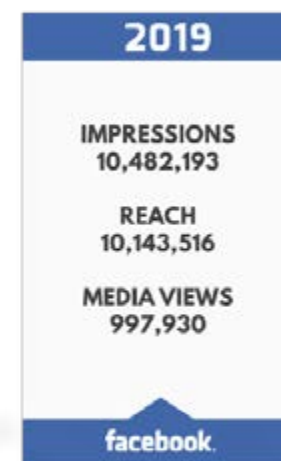 2019
IMPRESSIONS
10,482,193
REACH
10,143,516
MEDIA VIEWS
997,930
facebook.